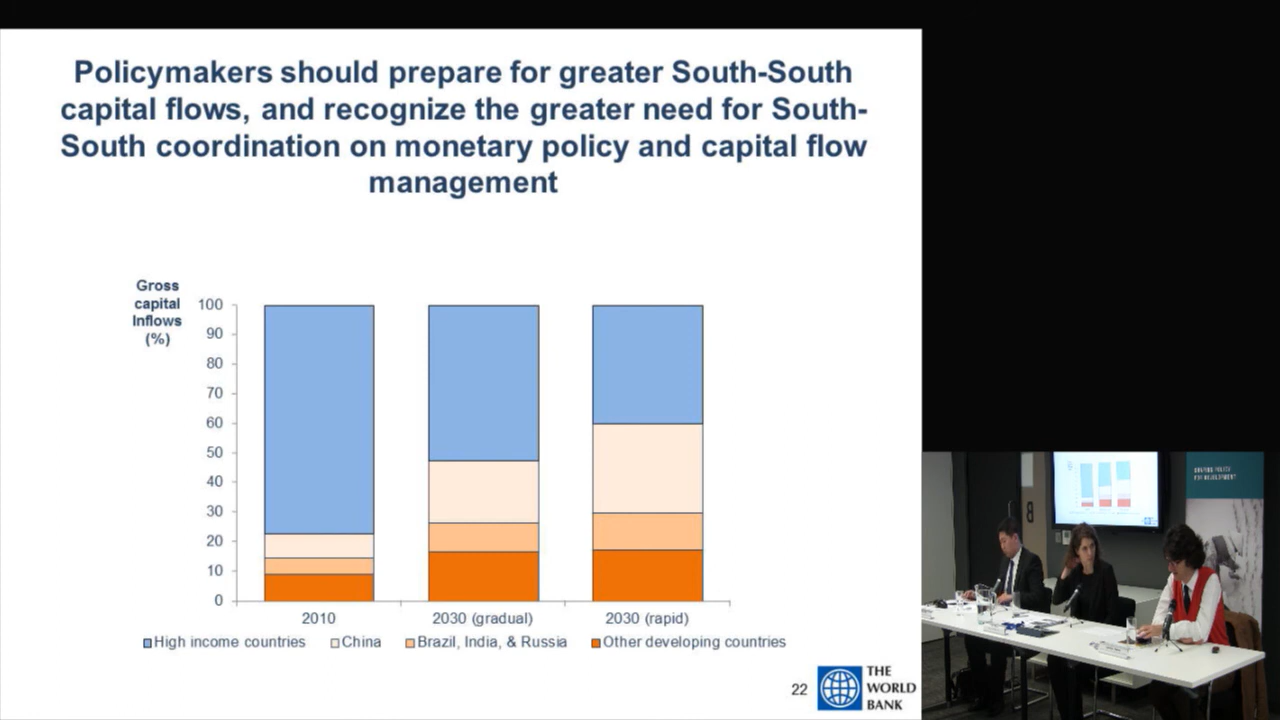 Policymakers should prepare for greater South-South
capital flows, and recognize the greater need for South-
South coordination on monetary policy and capital flow
management
Gross
capital
Inflows
(%)
100
90
80
70
60
50
40
30
20
10
0
2010
2030 (gradual)
2030 (rapid)
High income countries
China
Brazil, India, & Russia
Other developing countries
22
THE
WORLD
BANK
FOR DEVELOPMENT